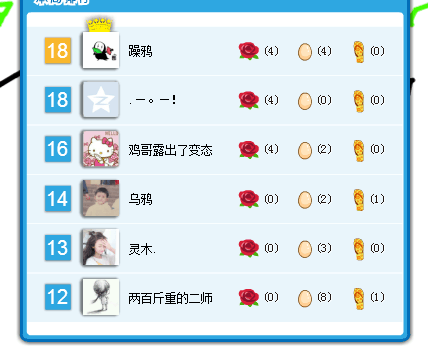 18 躁鸦 (4) (4) (0)
18 .一。一! (4) (0) (0)
16 鸡哥露出了变态 (4) (2) (0)
14 乌鸦 (0) (2) (1)
13 灵木. (0) (3) (0)
12 两百斤重的二师 (0) (8) (1)